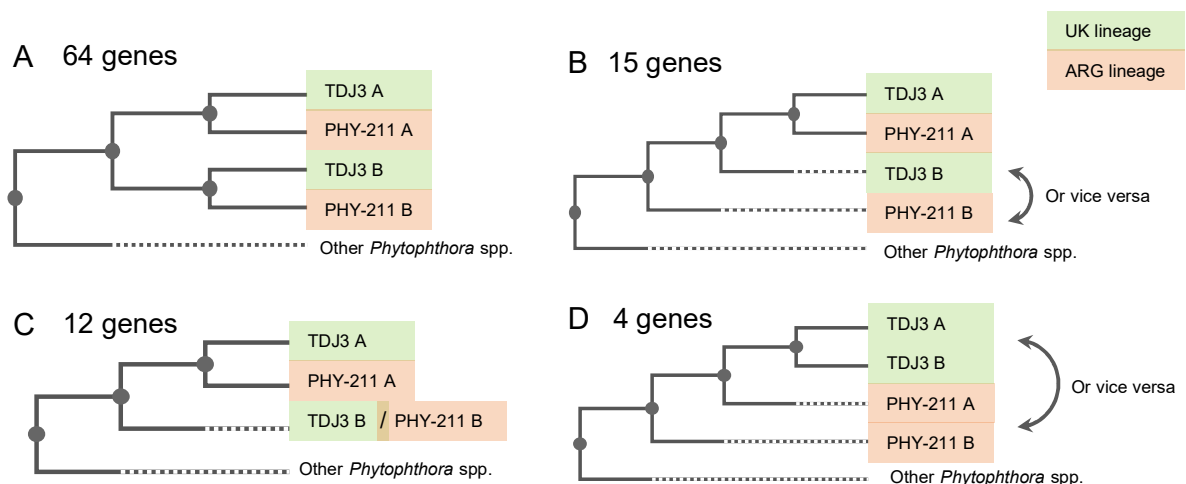 A 64 genes
TDJ3 A
PHY-211 A
TDJ3 B
PHY-211 B
Other Phytophthora spp.
B 15 genes
TDJ3 A
PHY-211 A
TDJ3 B
PHY-211 B
Or vice versa
Other Phytophthora spp.
UK lineage
ARG lineage
C 12 genes
TDJ3 A
PHY-211 A
TDJ3 B / PHY-211 B
Other Phytophthora spp.
D 4 genes
TDJ3 A
TDJ3 B
PHY-211 A
PHY-211 B
Or vice versa
Other Phytophthora spp.